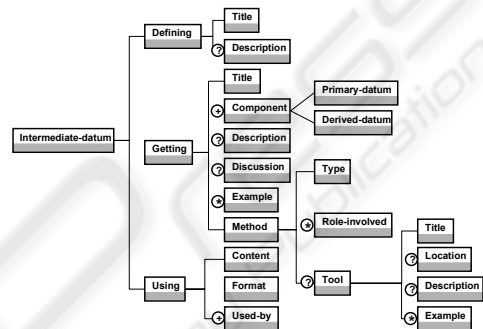 Title
Defining
? Description
Title
Primary-datum
+ Component
Derived-datum
Intermediate-datum
Getting
? Description
? Discussion
Type
* Example
Method
* Role-involved
Title
Content
? Location
Using
Format
? Tool
? Description
+ Used-by
* Example